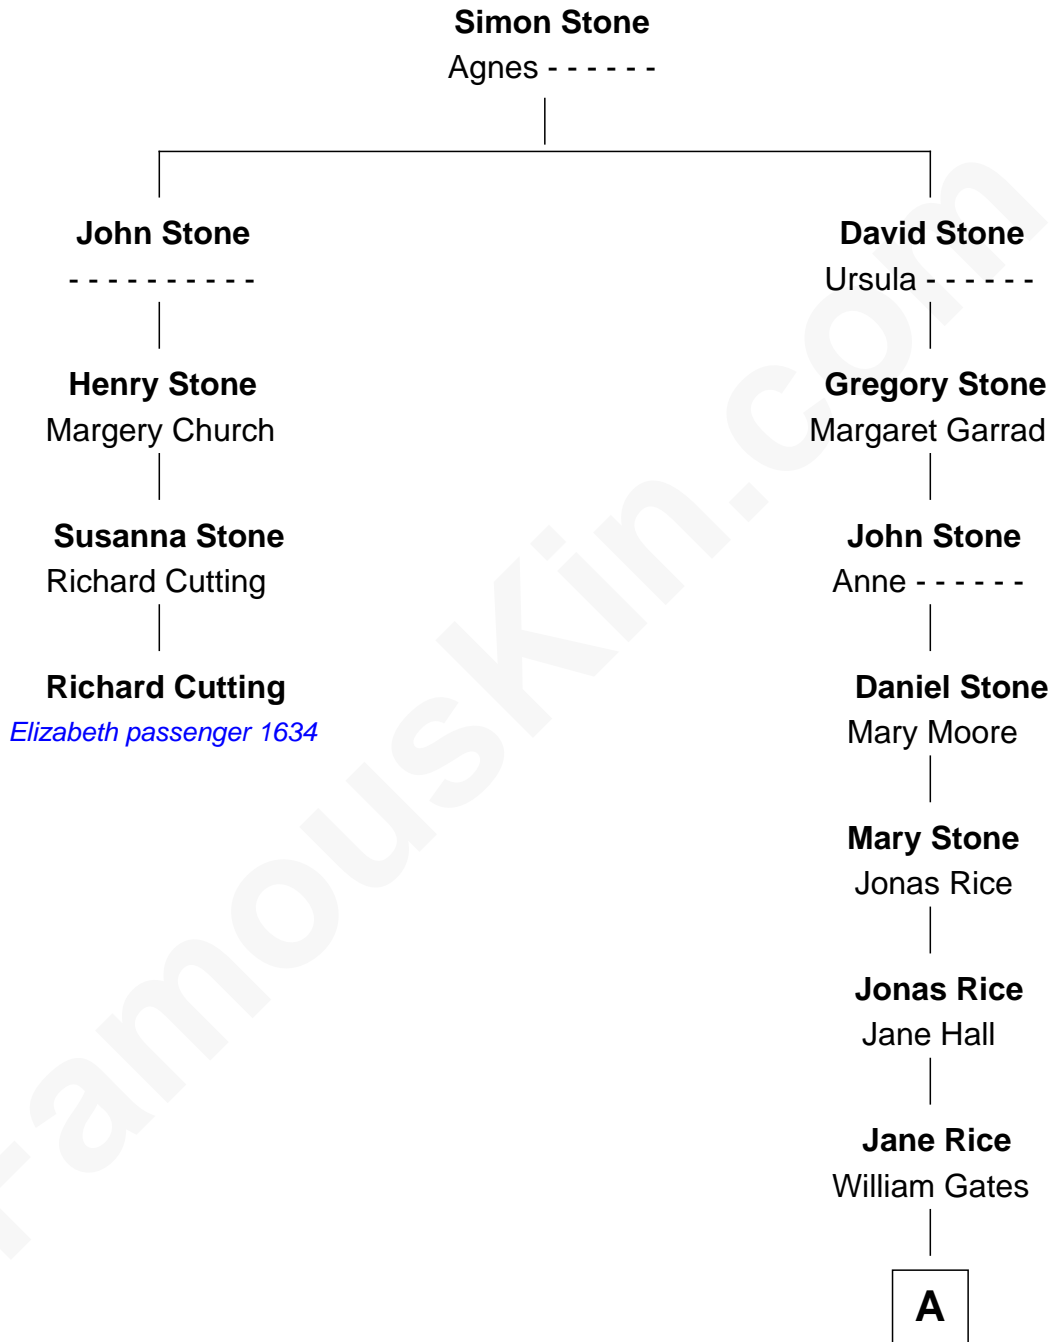 Simon Stone
Agnes - - - - - -
John Stone
- - - - - - - - - -
Henry Stone
Margery Church
Susanna Stone
Richard Cutting
Richard Cutting
Elizabeth passenger 1634
David Stone
Ursula - - - - - -
Gregory Stone
Margaret Garrad
John Stone
Anne - - - - - -
Daniel Stone
Mary Moore
Mary Stone
Jonas Rice
Jonas Rice
Jane Hall
Jane Rice
William Gates
A
FamousKin.com